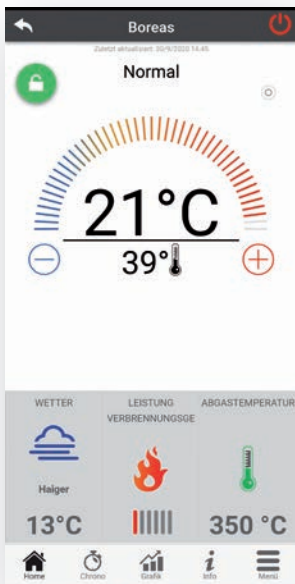 Boreas
Zuletzt aktualisiert: 30/9/2020 14:45
Normal
21°C
39°
WETTER
LEISTUNG
VERBRENNUNGSGE
ABGASTEMPERATUR
Haiger
13°C
350 °C
Home
Chrono
Grafik
Info
Menü